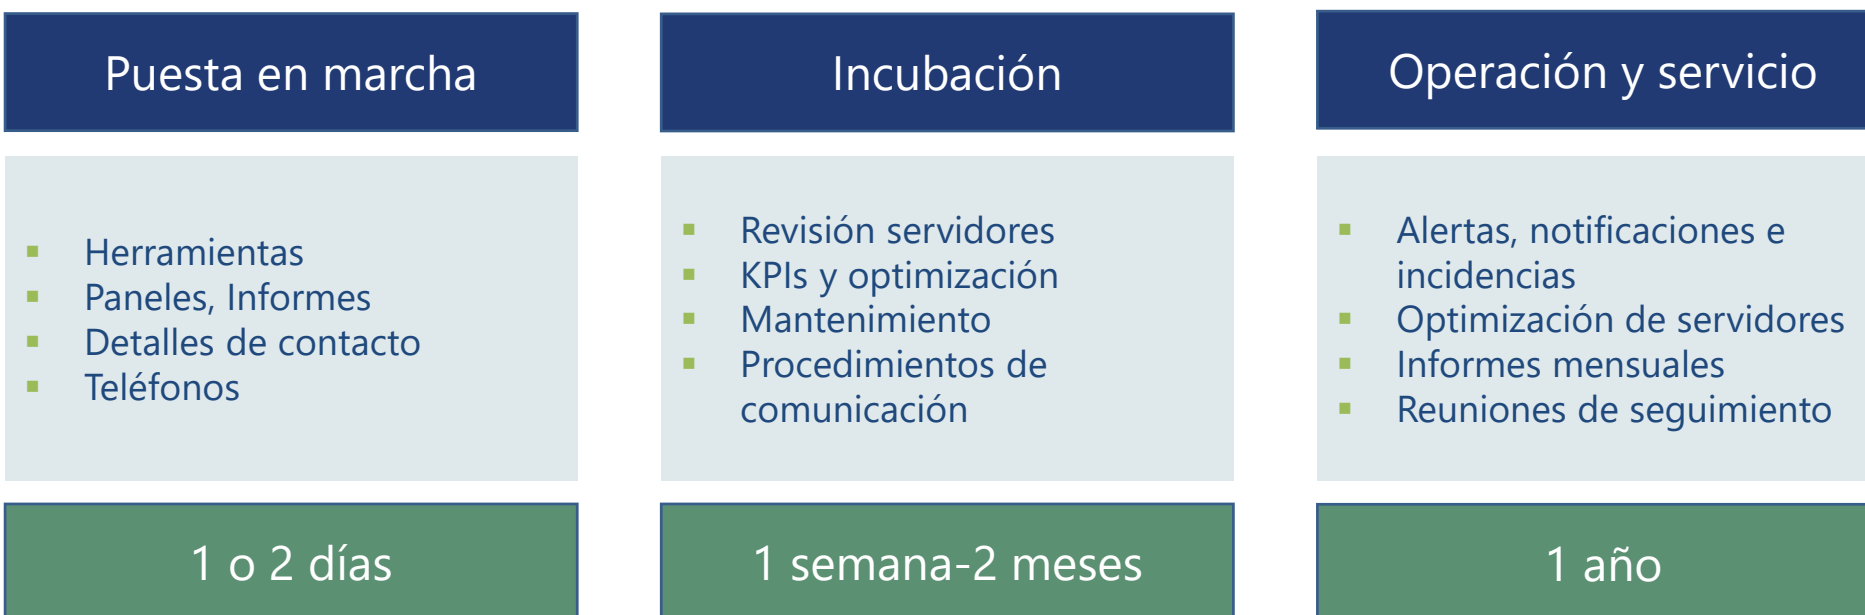 Puesta en marcha
▪ Herramientas
▪ Paneles, Informes
▪ Detalles de contacto
▪ Teléfonos
1 o 2 días
Incubación
▪ Revisión servidores
▪ KPIs y optimización
▪ Mantenimiento
▪ Procedimientos de
comunicación
1 semana-2 meses
Operación y servicio
▪ Alertas, notificaciones e
incidencias
▪ Optimización de servidores
▪ Informes mensuales
▪ Reuniones de seguimiento
1 año